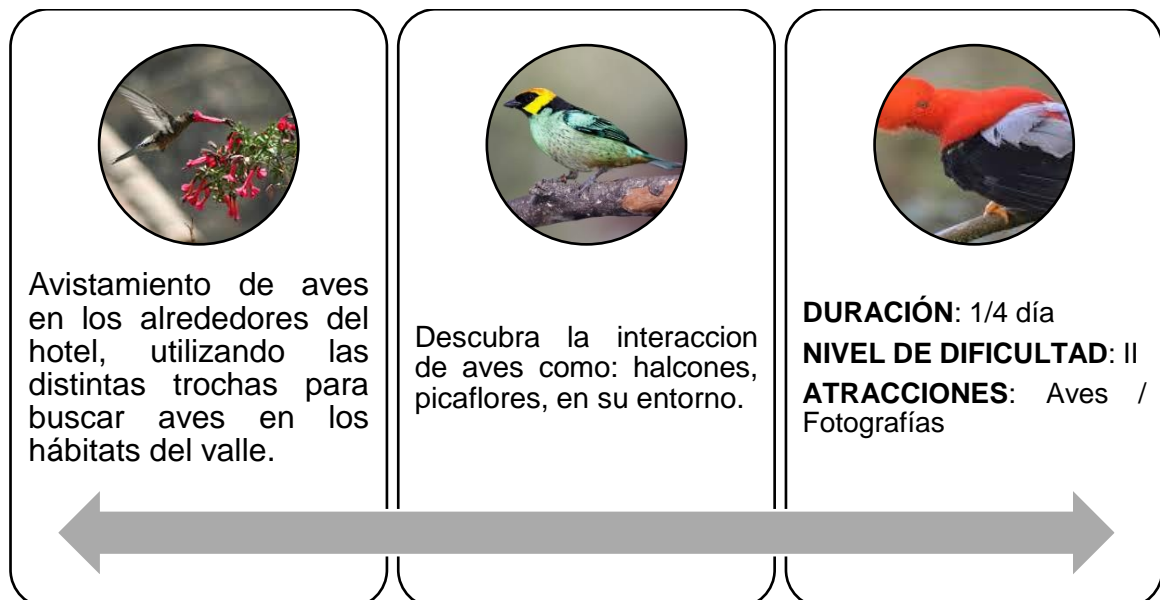 Avistamiento de aves
en los alrededores del
hotel, utilizando las
distintas trochas para
buscar aves en los
hábitats del valle.
Descubra la interaccion
de aves como: halcones,
picaflores, en su entorno.
DURACIÓN: 1/4 día
NIVEL DE DIFICULTAD: II
ATRACCIONES: Aves /
Fotografías